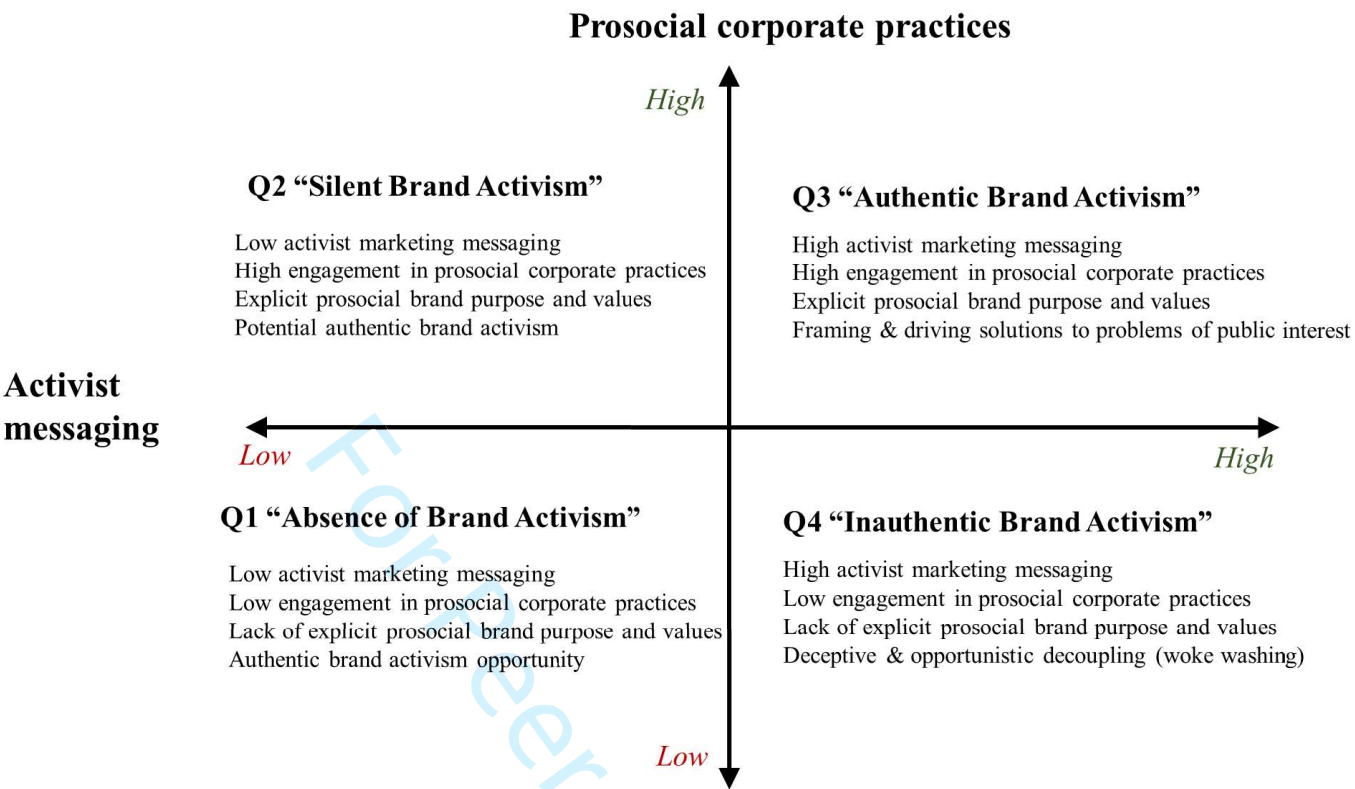 Prosocial corporate practices
High
Q2 “Silent Brand Activism”
Low activist marketing messaging
High engagement in prosocial corporate practices
Explicit prosocial brand purpose and values
Potential authentic brand activism
Q3 “Authentic Brand Activism”
High activist marketing messaging
High engagement in prosocial corporate practices
Explicit prosocial brand purpose and values
Framing & driving solutions to problems of public interest
Activist
messaging
Low
High
Q1 “Absence of Brand Activism”
Low activist marketing messaging
Low engagement in prosocial corporate practices
Lack of explicit prosocial brand purpose and values
Authentic brand activism opportunity
Q4 “Inauthentic Brand Activism”
High activist marketing messaging
Low engagement in prosocial corporate practices
Lack of explicit prosocial brand purpose and values
Deceptive & opportunistic decoupling (woke washing)
Low
For Peer